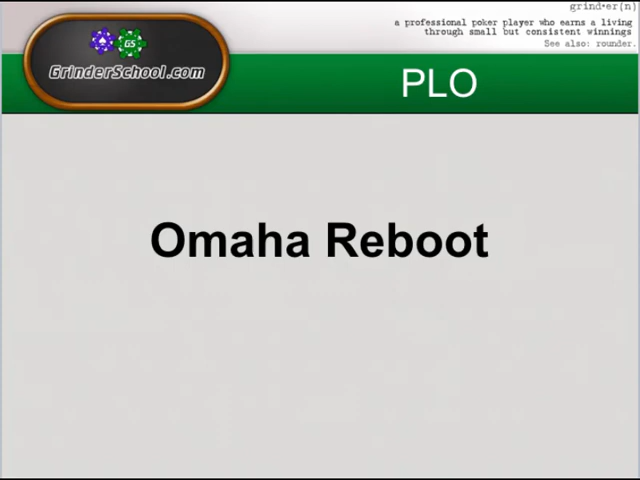 grind•er(n)
a professional poker player who earns a living
through small but consistent winnings
See also: rounder.
GS
GrinderSchool.com
PLO
Omaha Reboot